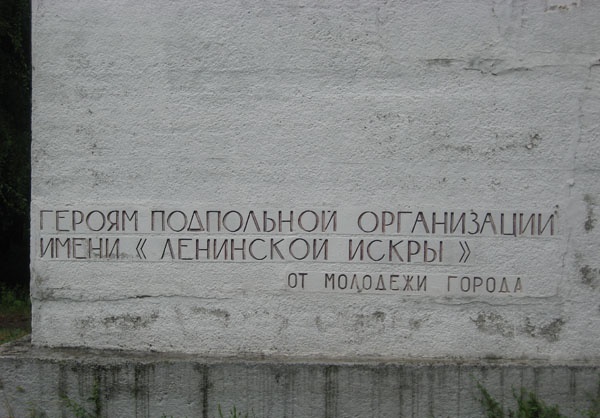 ГЕРОЯМ ПОДПОЛЬНОЙ ОРГАНИЗАЦИИ
ИМЕНИ « ЛЕНИНСКОЙ ИСКРЫ »
ОТ МОЛОДЕЖИ ГОРОДА